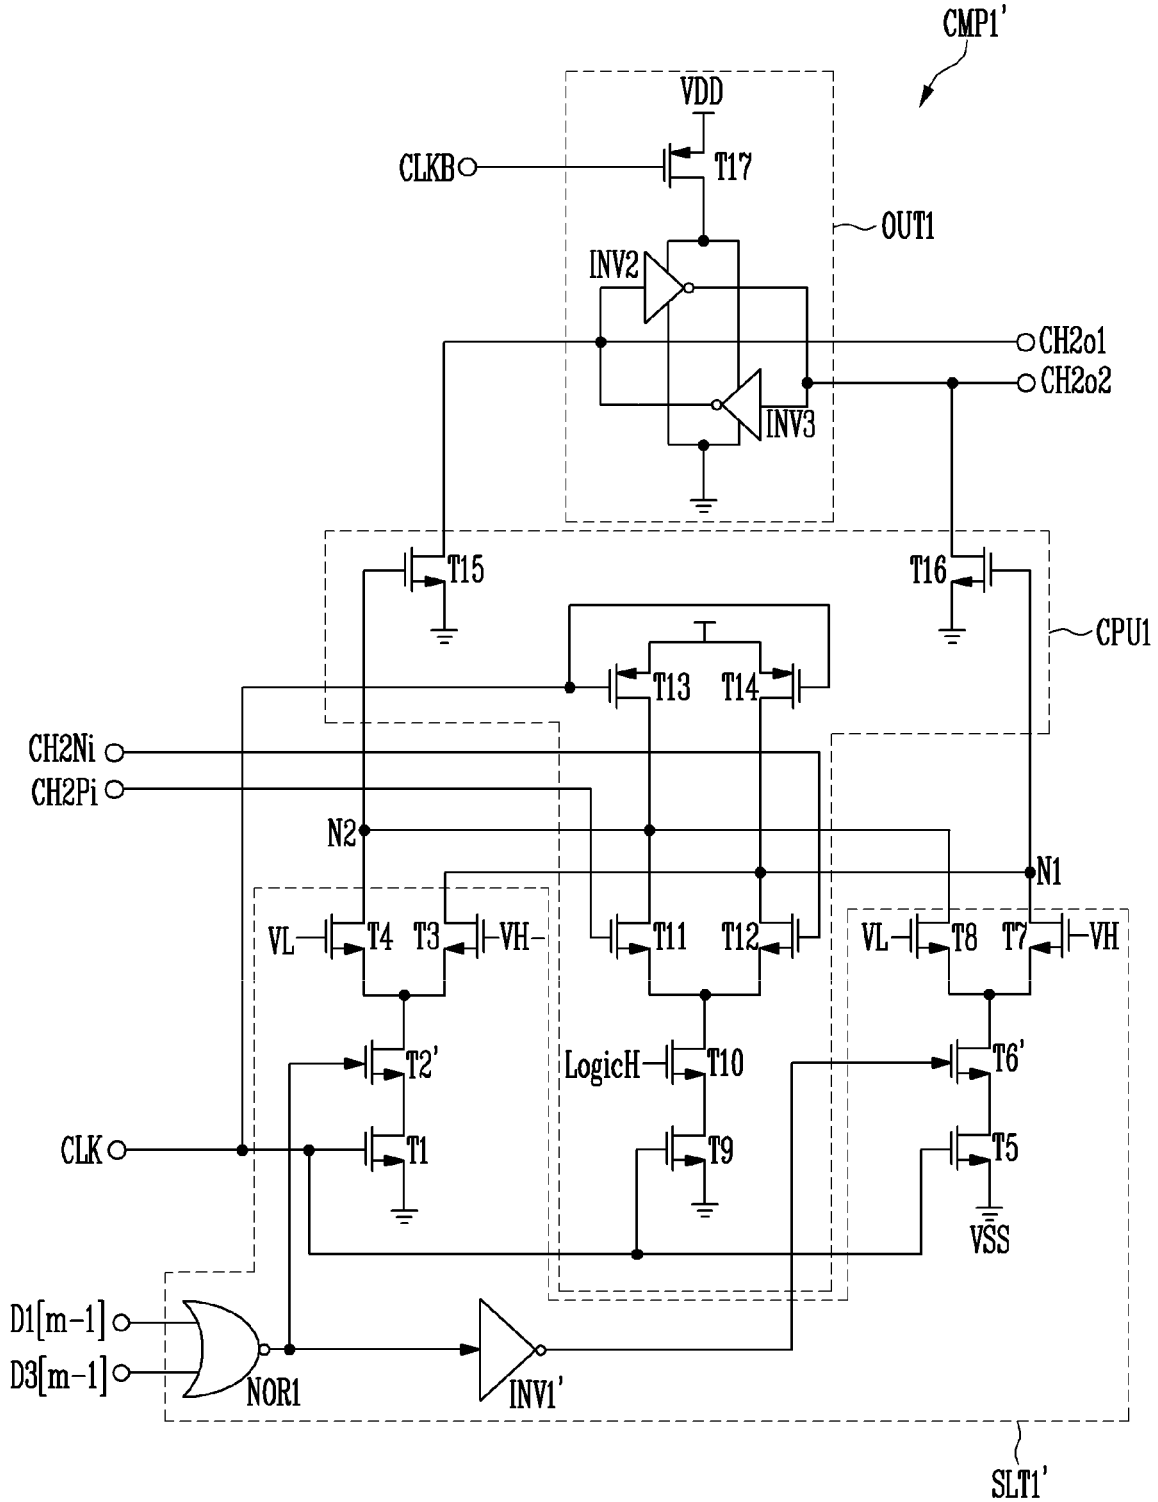 CMP1'
VDD
CLKB
T17
OUT1
INV2
CH2o1
CH2o2
INV3
T15
T16
CPU1
T13
T14
CH2Ni
CH2Pi
N2
N1
VL
T4
T3
VH
T11
T12
VL
T8
T7
VH
T2'
LogicH
T10
T6'
CLK
T1
T9
T5
VSS
D1[m-1]
D3[m-1]
NOR1
INV1'
SLT1'